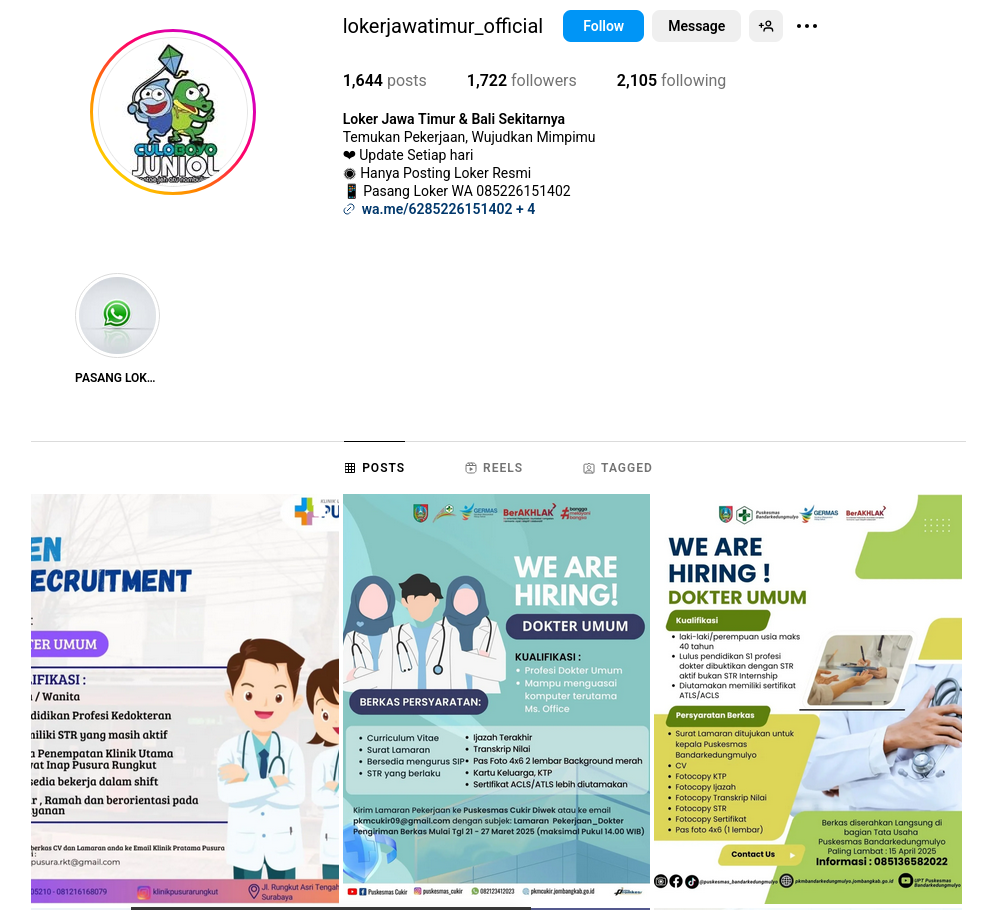 lokerjawatimur_official
Follow
Message
1,644 posts
1,722 followers
2,105 following
Loker Jawa Timur & Bali Sekitarnya
Temukan Pekerjaan, Wujudkan Mimpimu
❤ Update Setiap hari
◉ Hanya Posting Loker Resmi
📱 Pasang Loker WA 085226151402
wa.me/6285226151402 + 4
CULOBOYO
JUNIOL
PASANG LOK…
POSTS
REELS
TAGGED
EN
ECRUITMENT
TER UMUM
LIFIKASI :
a / Wanita
didikan Profesi Kedokteran
miliki STR yang masih aktif
Penempatan Klinik Utama
vat Inap Pusura Rungkut
sedia bekerja dalam shift
ur , Ramah dan berorientasi pada
yanan
berkas CV dan Lamaran ke Email Klinik Pratama Pusura
pusura.rkt@gmail.com
05210 - 081216168079
klinikpusurarungkut
Jl. Rungkut Asri Tengah
Surabaya
GERMAS
BerAKHLAK
bangga
melayani
bangsa
WE ARE
HIRING!
DOKTER UMUM
KUALIFIKASI :
• Profesi Dokter Umum
• Mampu menguasai
komputer terutama
Ms. Office
BERKAS PERSYARATAN:
• Curriculum Vitae
• Surat Lamaran
• Bersedia mengurus SIP
• STR yang berlaku
• Ijazah Terakhir
• Transkrip Nilai
• Pas Foto 4x6 2 lembar Background merah
• Kartu Keluarga, KTP
• Sertifikat ACLS/ATLS lebih diutamakan
Kirim Lamaran Pekerjaan ke Puskesmas Cukir Diwek atau ke email
pkmcukir09@gmail.com dengan subjek: Lamaran Pekerjaan_Dokter
Pengiriman Berkas Mulai Tgl 21 - 27 Maret 2025 (maksimal Pukul 14.00 WIB)
Puskesmas Cukir
puskesmas_cukir
082123412023
pkmcukir.jombangkab.go.id
Puskesmas
Bandarkedungmulyo
GERMAS
BerAKHLAK
WE ARE
HIRING !
DOKTER UMUM
Kualifikasi
• laki-laki/perempuan usia maks
40 tahun
• Lulus pendidikan S1 profesi
dokter dibuktikan dengan STR
aktif bukan STR Internship
• Diutamakan memiliki sertifikat
ATLS/ACLS
Persyaratan Berkas
• Surat Lamaran ditujukan untuk
kepala Puskesmas
Bandarkedungmulyo
• CV
• Fotocopy KTP
• Fotocopy Ijazah
• Fotocopy Transkrip Nilai
• Fotocopy STR
• Fotocopy Sertifikat
• Pas foto 4x6 (1 lembar)
Contact Us
Berkas diserahkan Langsung di
bagian Tata Usaha
Puskesmas Bandarkedungmulyo
Paling Lambat : 15 April 2025
Informasi : 085136582022
@puskesmas_bandarkedungmulyo
pkmbandarkedungmulyo.jombangkab.go.id
UPT Puskesmas
Bandarkedungmulyo